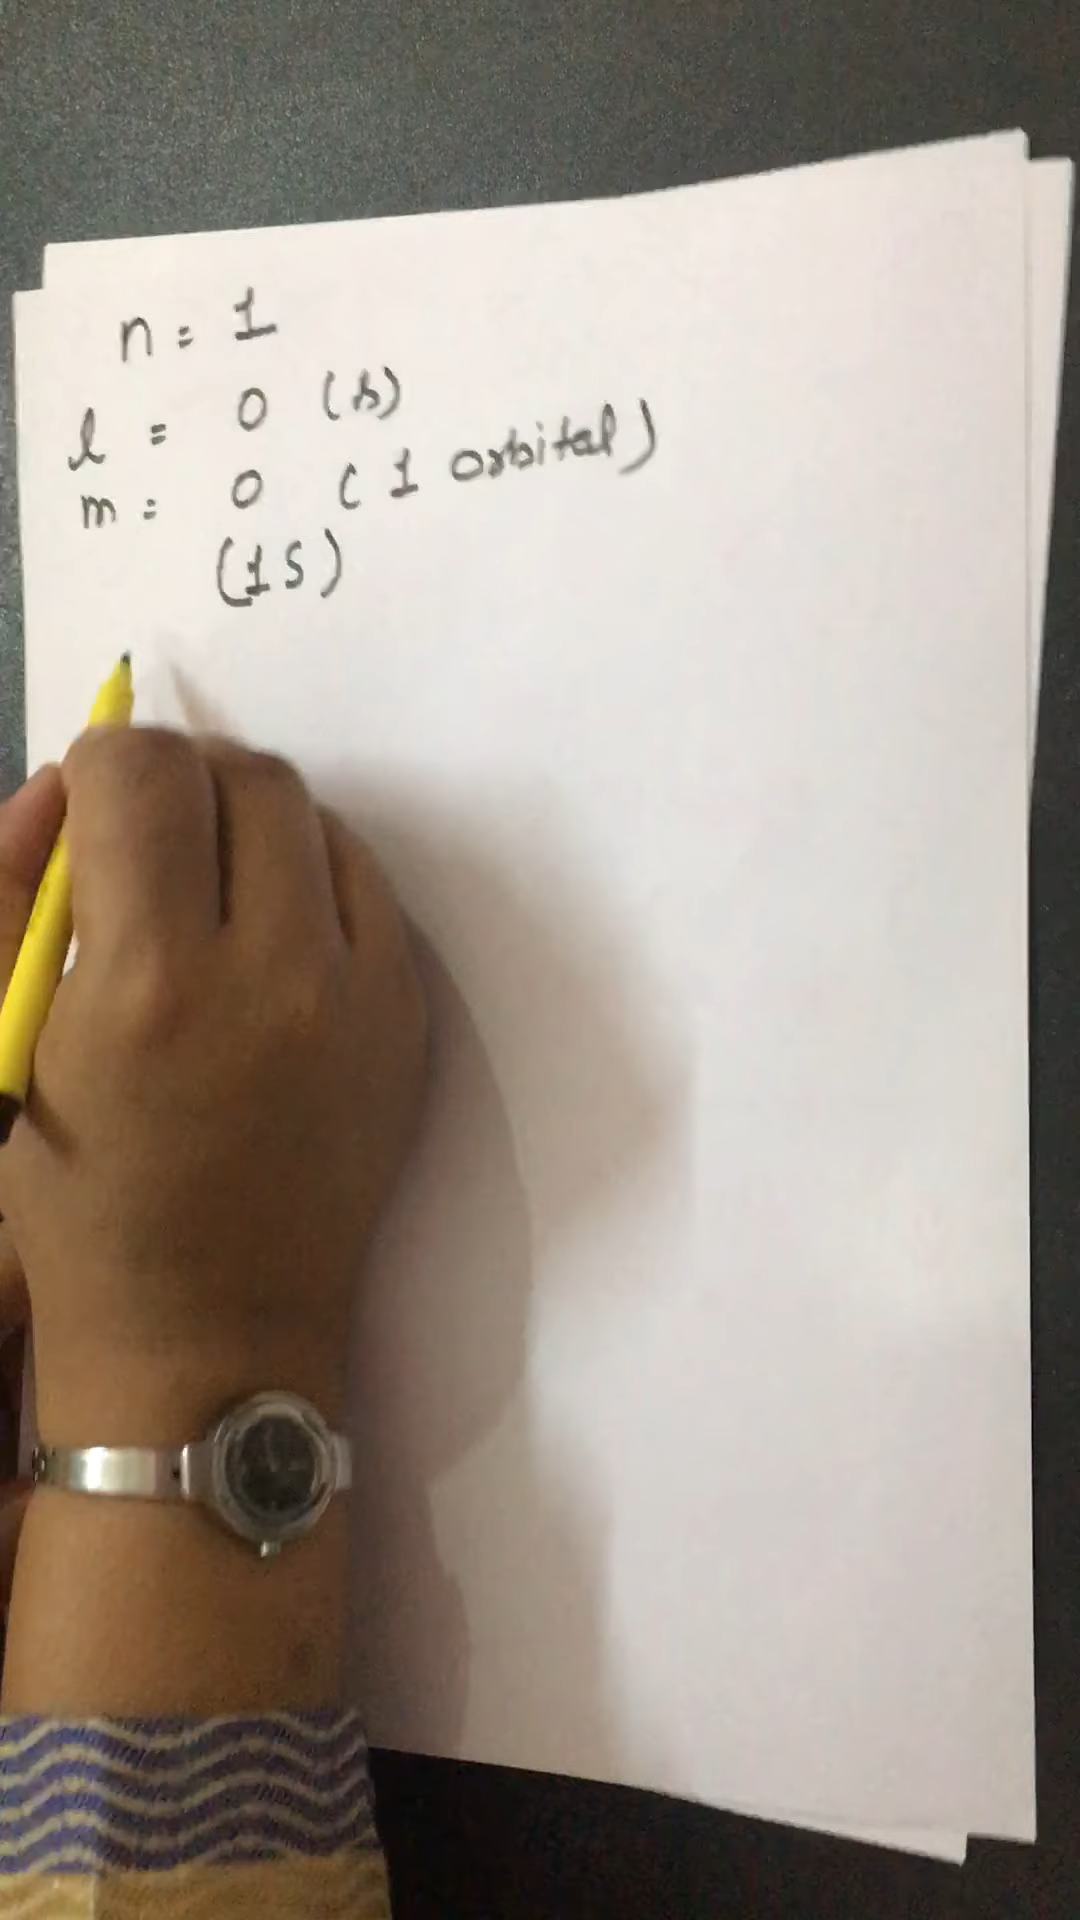 n = 1
l = 0 (s)
m = 0 (1 orbital)
(1S)